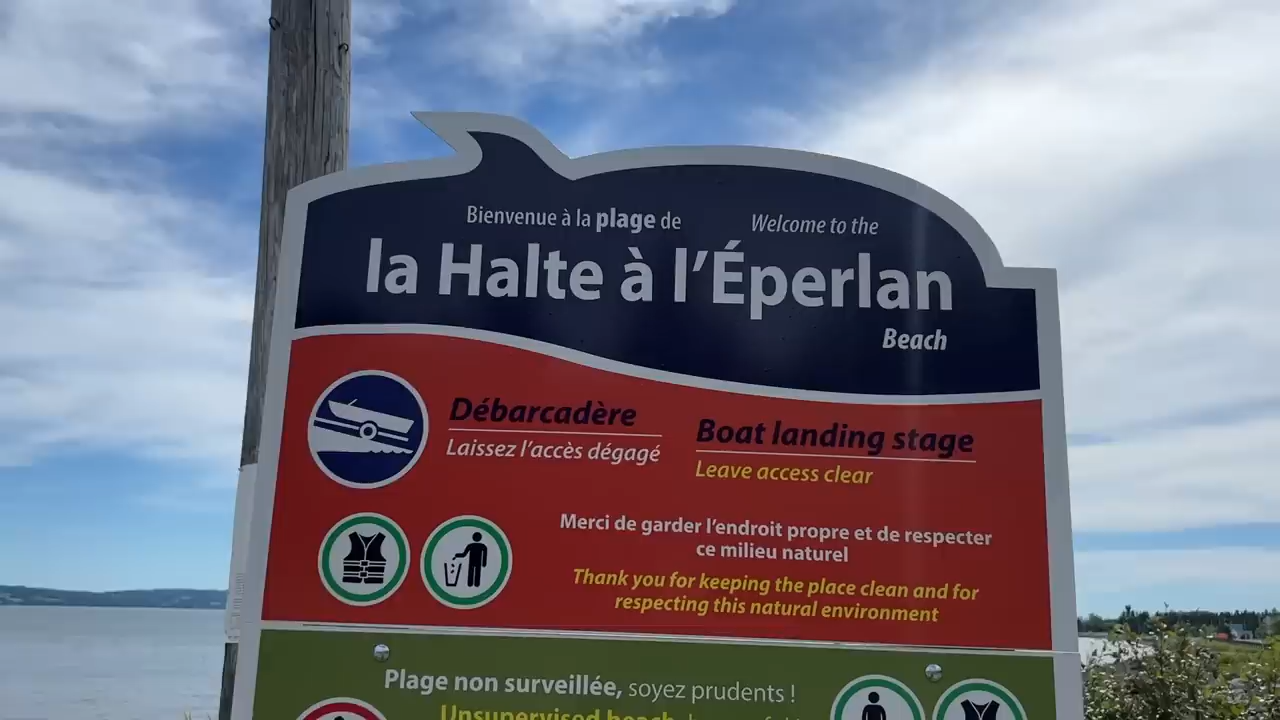 Bienvenue à la plage de
Welcome to the
la Halte à l'Éperlan
Beach
Débarcadère
Laissez l'accès dégagé
Boat landing stage
Leave access clear
Merci de garder l'endroit propre et de respecter
ce milieu naturel
Thank you for keeping the place clean and for
respecting this natural environment
Plage non surveillée, soyez prudents !
Unsupervised beach,